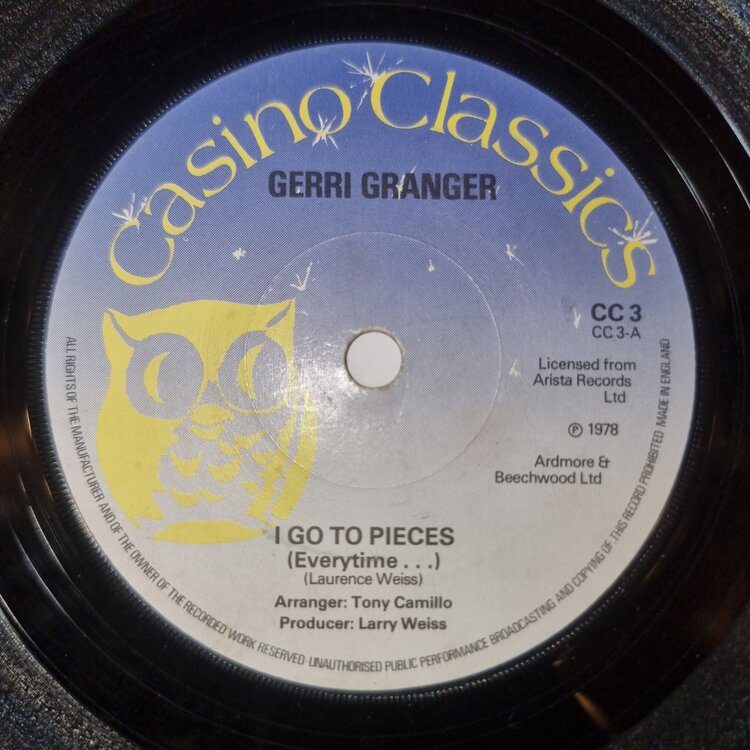 Casino Classics
GERRI GRANGER
CC 3
CC 3-A
Licensed from
Arista Records
Ltd
℗ 1978
Ardmore &
Beechwood Ltd
I GO TO PIECES
(Everytime . . .)
(Laurence Weiss)
Arranger: Tony Camillo
Producer: Larry Weiss
ALL RIGHTS OF THE MANUFACTURER AND OF THE OWNER OF THE RECORDED WORK RESERVED · UNAUTHORISED PUBLIC PERFORMANCE BROADCASTING AND COPYING OF THIS RECORD PROHIBITED MADE IN ENGLAND